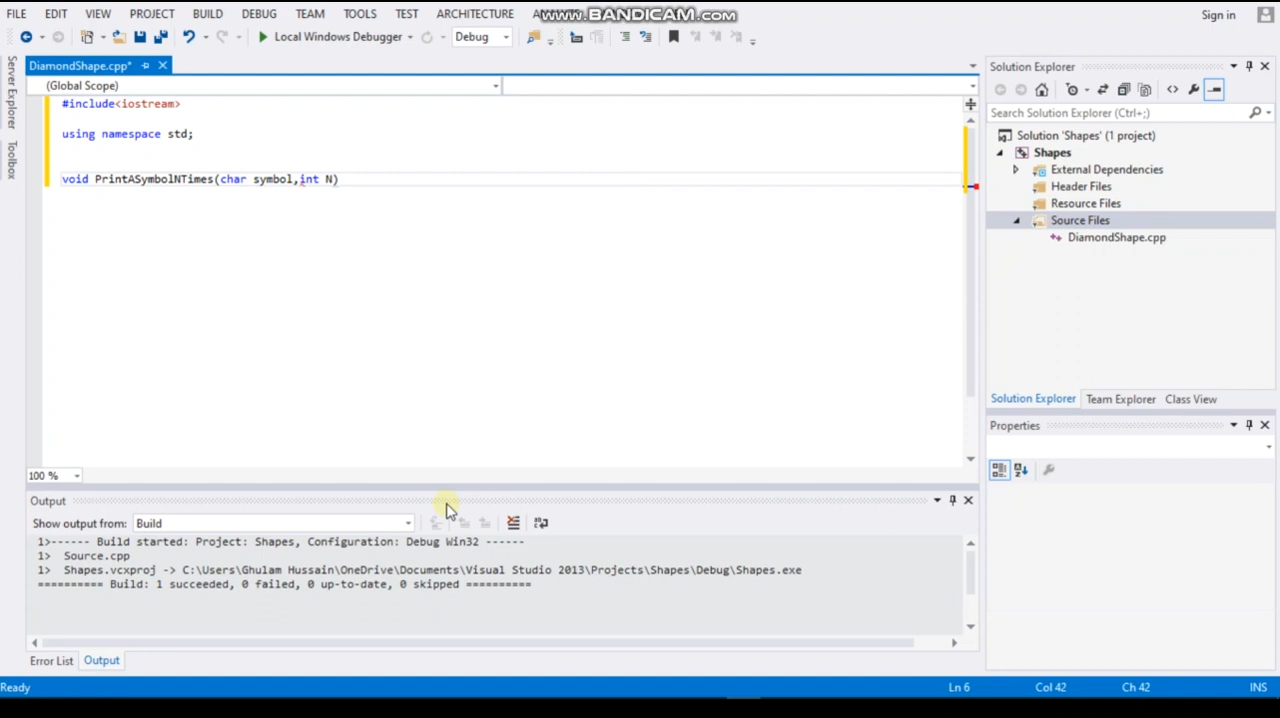 FILE EDIT VIEW PROJECT BUILD DEBUG TEAM TOOLS TEST ARCHITECTURE www.BANDICAM.com Sign in
Local Windows Debugger Debug
DiamondShape.cpp*
(Global Scope)
#include<iostream>
using namespace std;
void PrintASymbolNTimes(char symbol,int N)
Server Explorer
Toolbox
100 %
Solution Explorer
Search Solution Explorer (Ctrl+;)
Solution 'Shapes' (1 project)
Shapes
External Dependencies
Header Files
Resource Files
Source Files
DiamondShape.cpp
Solution Explorer Team Explorer Class View
Properties
Output
Show output from: Build
1>------ Build started: Project: Shapes, Configuration: Debug Win32 ------
1> Source.cpp
1> Shapes.vcxproj -> C:\Users\Ghulam Hussain\OneDrive\Documents\Visual Studio 2013\Projects\Shapes\Debug\Shapes.exe
========== Build: 1 succeeded, 0 failed, 0 up-to-date, 0 skipped ==========
Error List Output
Ready Ln 6 Col 42 Ch 42 INS